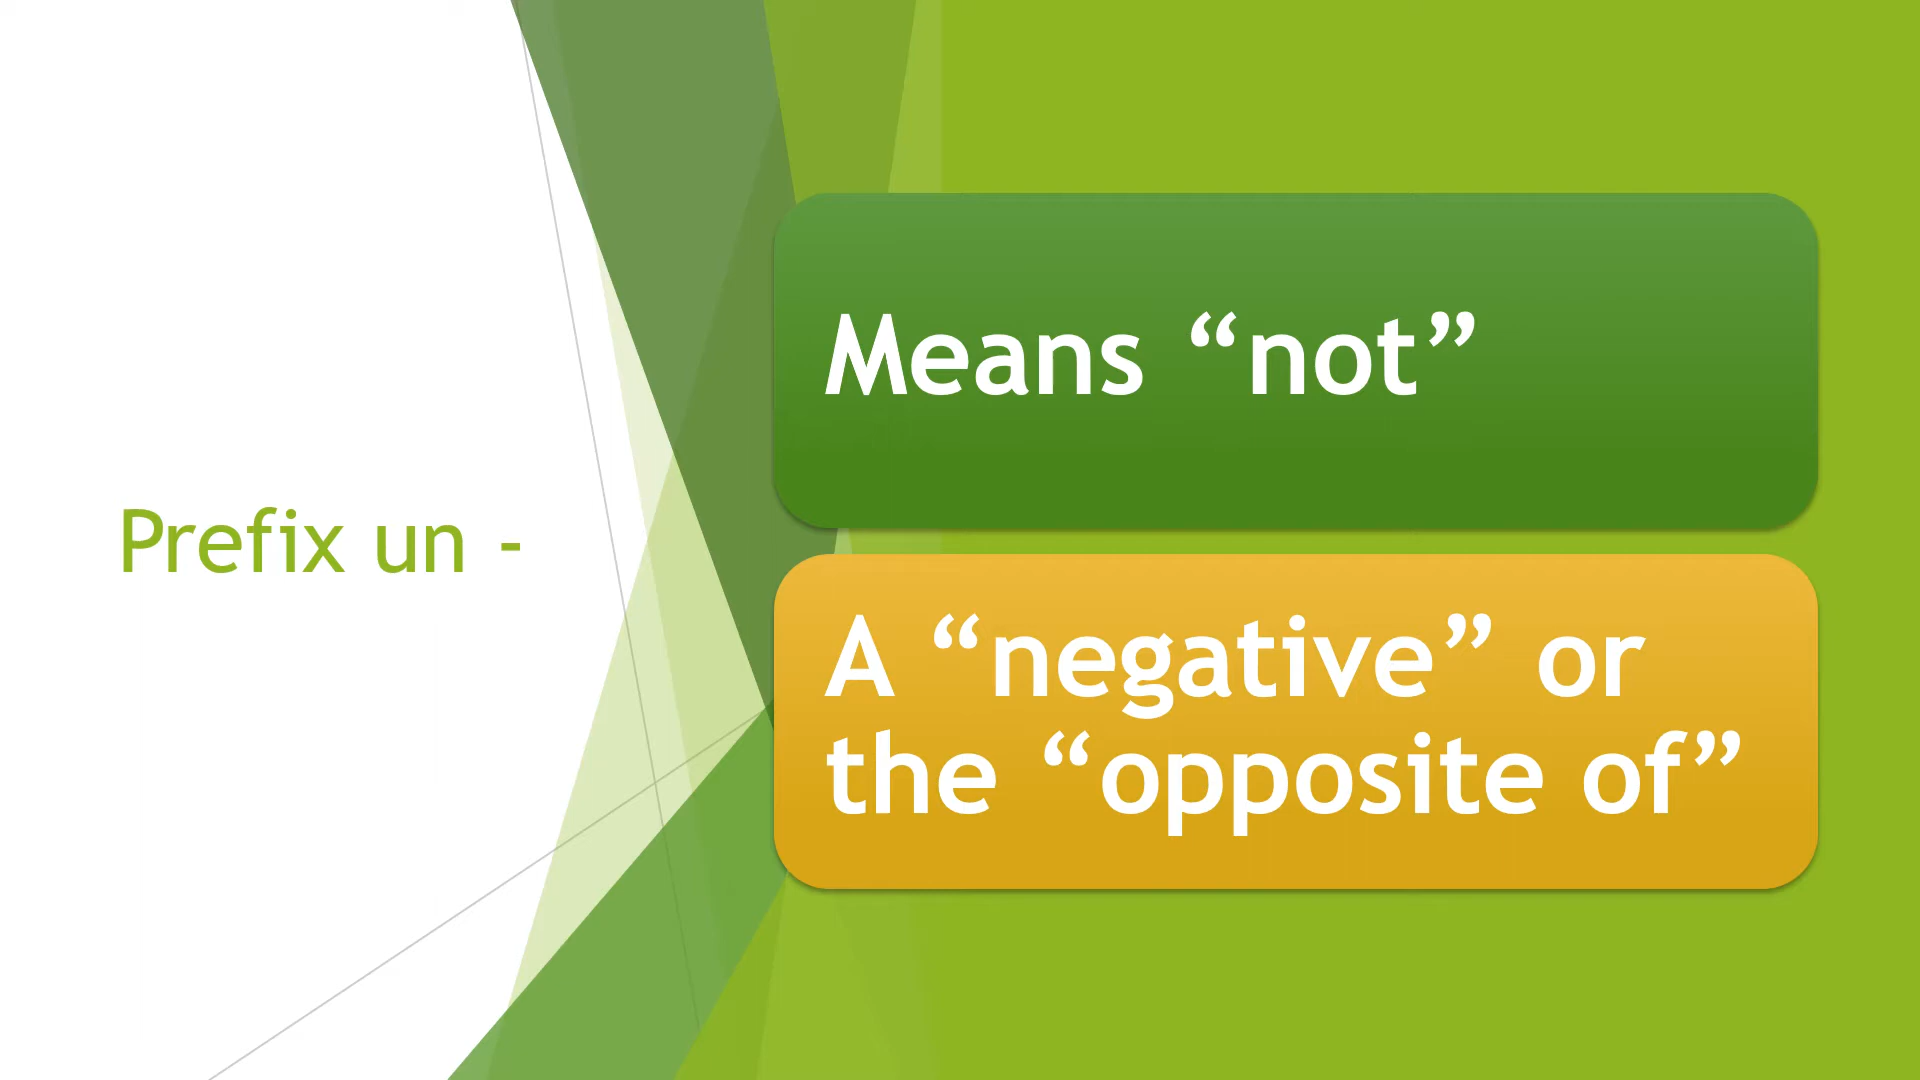 Prefix un -
Means “not”
A “negative” or
the “opposite of”